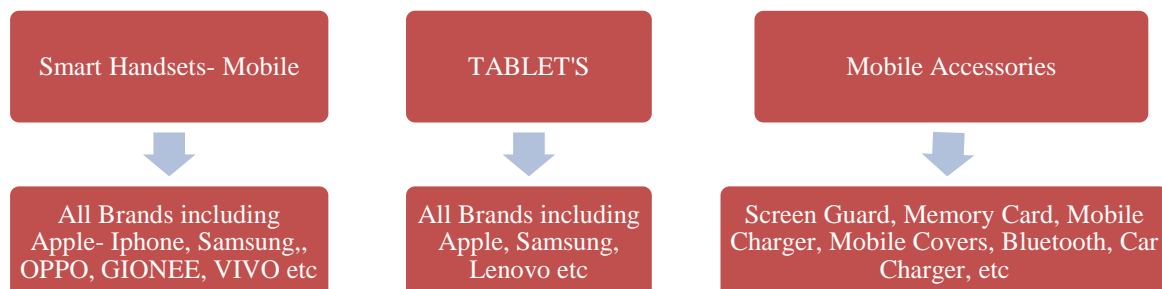 Smart Handsets- Mobile
TABLET'S
Mobile Accessories
All Brands including
Apple- Iphone, Samsung,,
OPPO, GIONEE, VIVO etc
All Brands including
Apple, Samsung,
Lenovo etc
Screen Guard, Memory Card, Mobile
Charger, Mobile Covers, Bluetooth, Car
Charger, etc